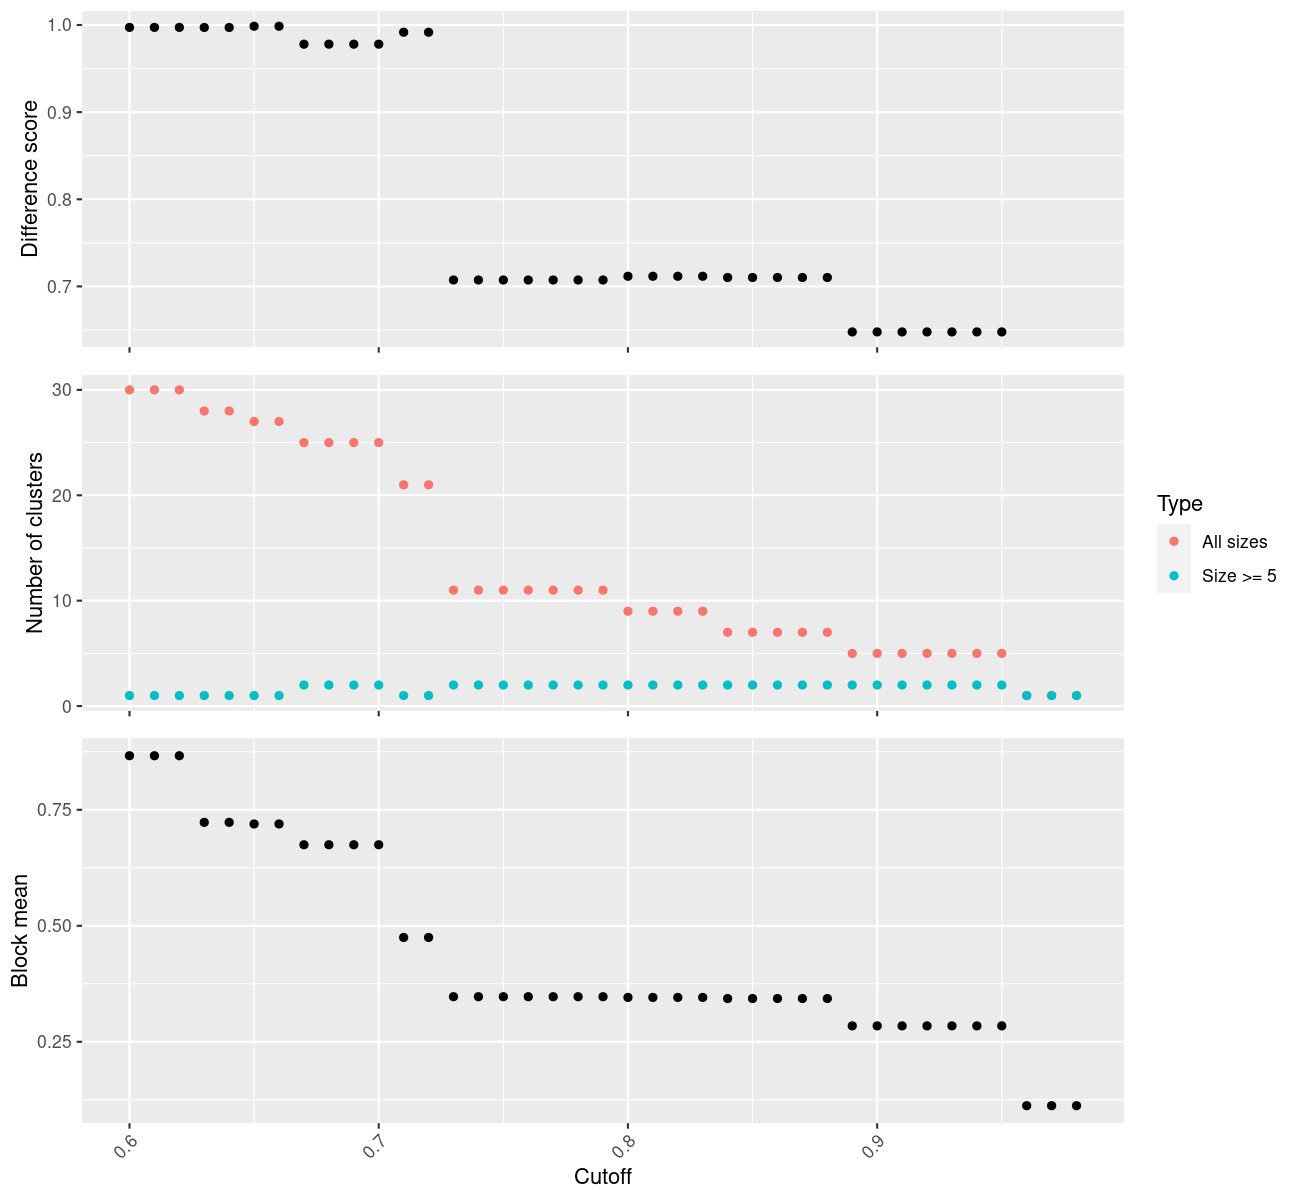 Difference score
1.0
0.9
0.8
0.7
Number of clusters
30
20
10
0
Type
All sizes
Size >= 5
Block mean
0.75
0.50
0.25
0.6
0.7
0.8
0.9
Cutoff